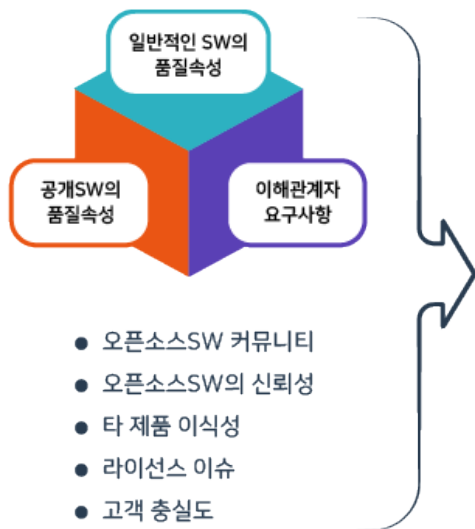 일반적인 SW의
품질속성
공개SW의
품질속성
이해관계자
요구사항
오픈소스SW 커뮤니티
오픈소스SW의 신뢰성
타 제품 이식성
라이선스 이슈
고객 충실도